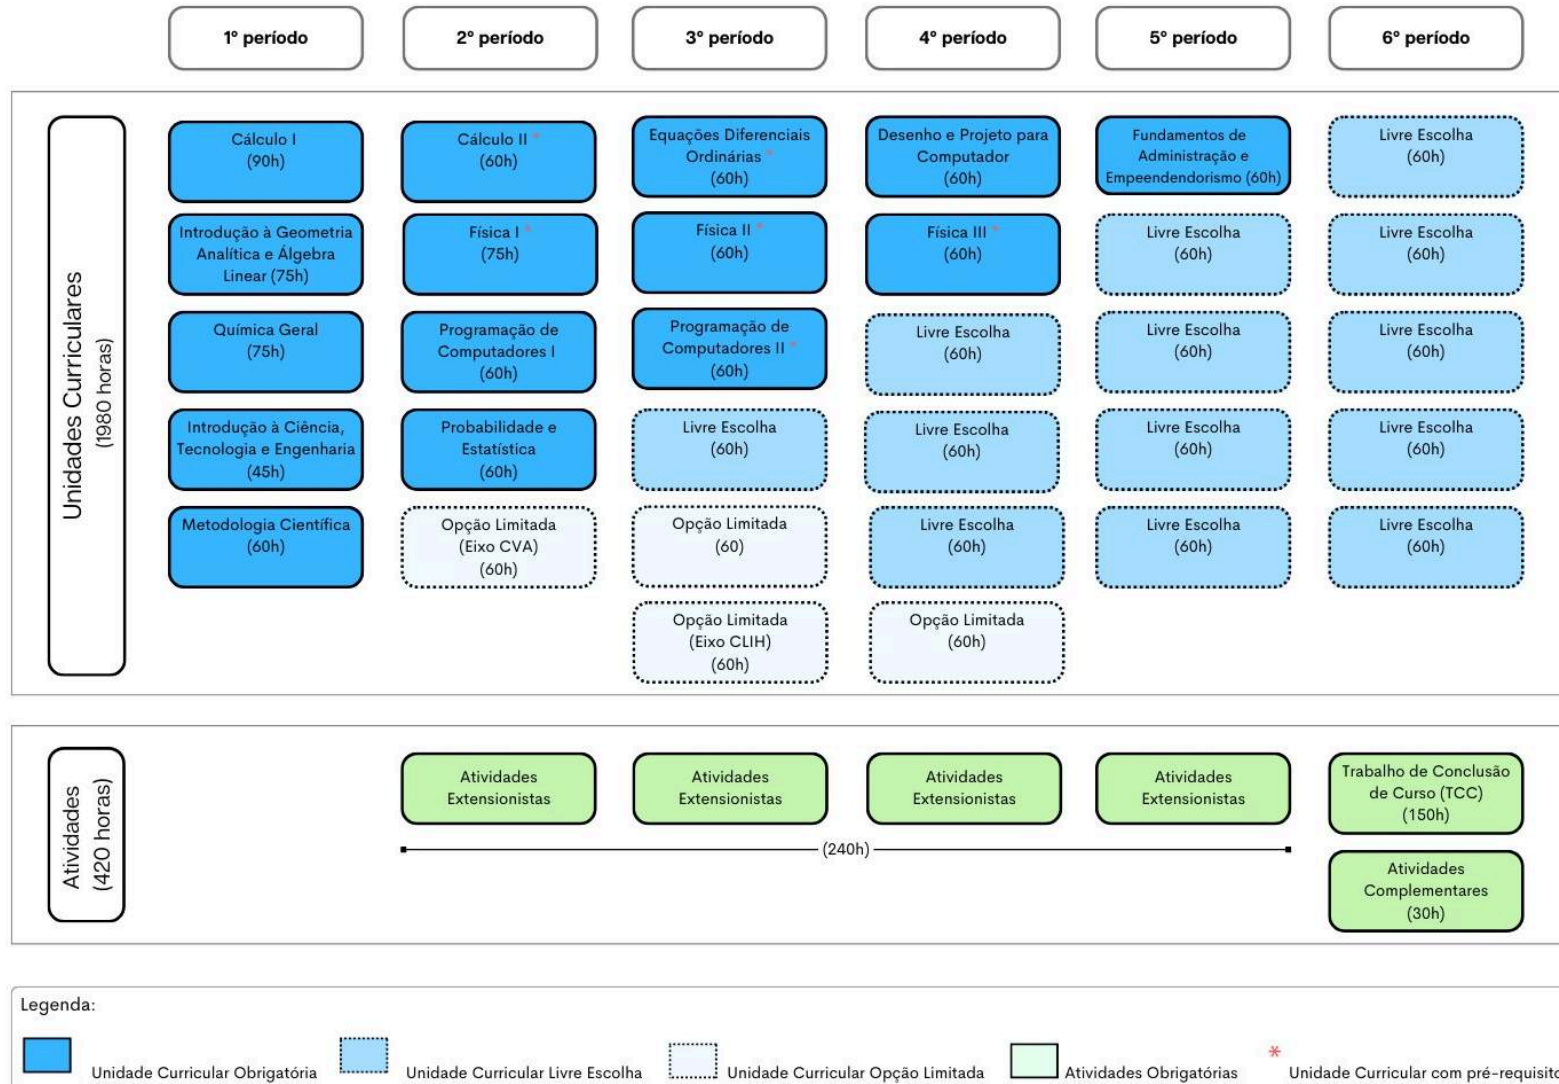 1º período
2º período
3º período
4º período
5º período
6º período
Unidades Curriculares
(1980 horas)
Cálculo I
(90h)
Introdução à Geometria
Analítica e Álgebra
Linear (75h)
Química Geral
(75h)
Introdução à Ciência,
Tecnologia e Engenharia
(45h)
Metodologia Científica
(60h)
Cálculo II *
(60h)
Física I *
(75h)
Programação de
Computadores I
(60h)
Probabilidade e
Estatística
(60h)
Opção Limitada
(Eixo CVA)
(60h)
Equações Diferenciais
Ordinárias *
(60h)
Física II *
(60h)
Programação de
Computadores II *
(60h)
Livre Escolha
(60h)
Opção Limitada
(60)
Opção Limitada
(Eixo CLIH)
(60h)
Desenho e Projeto para
Computador
(60h)
Física III *
(60h)
Livre Escolha
(60h)
Livre Escolha
(60h)
Livre Escolha
(60h)
Opção Limitada
(60h)
Fundamentos de
Administração e
Empeendendorismo (60h)
Livre Escolha
(60h)
Livre Escolha
(60h)
Livre Escolha
(60h)
Livre Escolha
(60h)
Livre Escolha
(60h)
Livre Escolha
(60h)
Livre Escolha
(60h)
Livre Escolha
(60h)
Livre Escolha
(60h)
Atividades
(420 horas)
Atividades
Extensionistas
Atividades
Extensionistas
Atividades
Extensionistas
Atividades
Extensionistas
(240h)
Trabalho de Conclusão
de Curso (TCC)
(150h)
Atividades
Complementares
(30h)
Legenda:
Unidade Curricular Obrigatória
Unidade Curricular Livre Escolha
Unidade Curricular Opção Limitada
Atividades Obrigatórias
* Unidade Curricular com pré-requisito